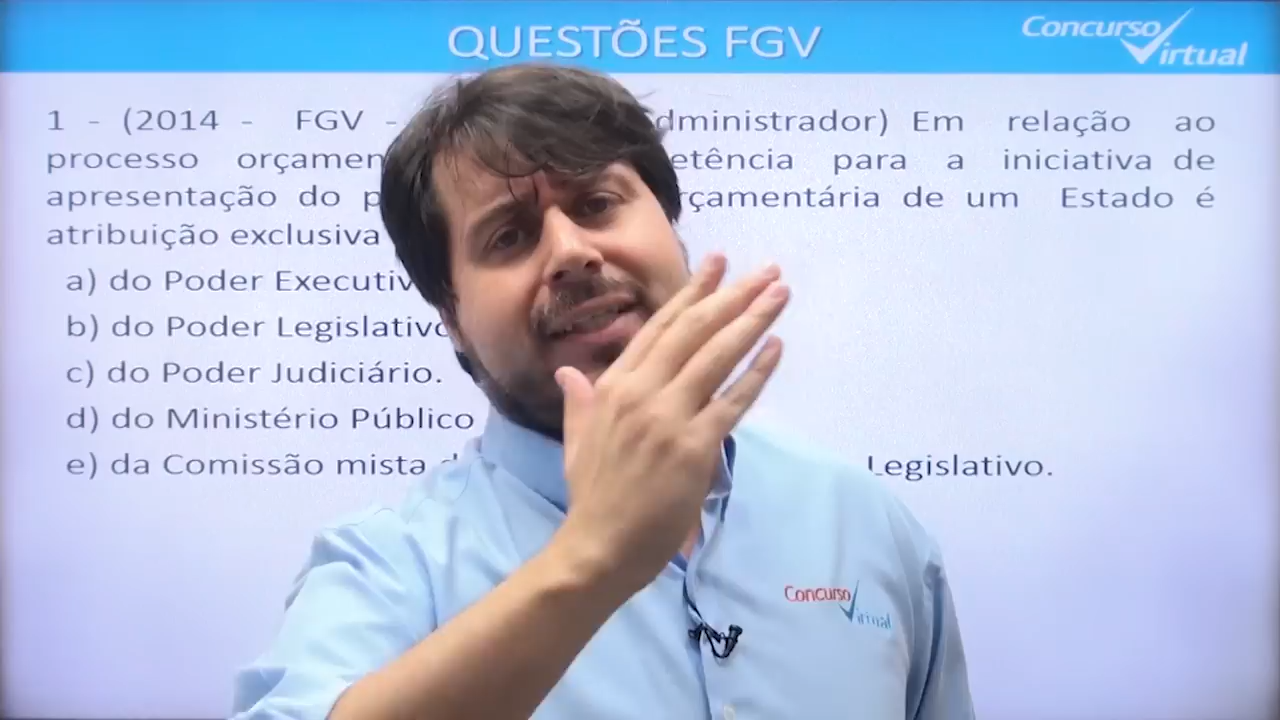 QUESTÕES FGV
Concurso Virtual
1 - (2014 - FGV - dministrador) Em relação ao
processo orçamen etência para a iniciativa de
apresentação do p rçamentária de um Estado é
atribuição exclusiva
a) do Poder Executiv
b) do Poder Legislativo
c) do Poder Judiciário.
d) do Ministério Público
e) da Comissão mista d Legislativo.
Concurso Virtual